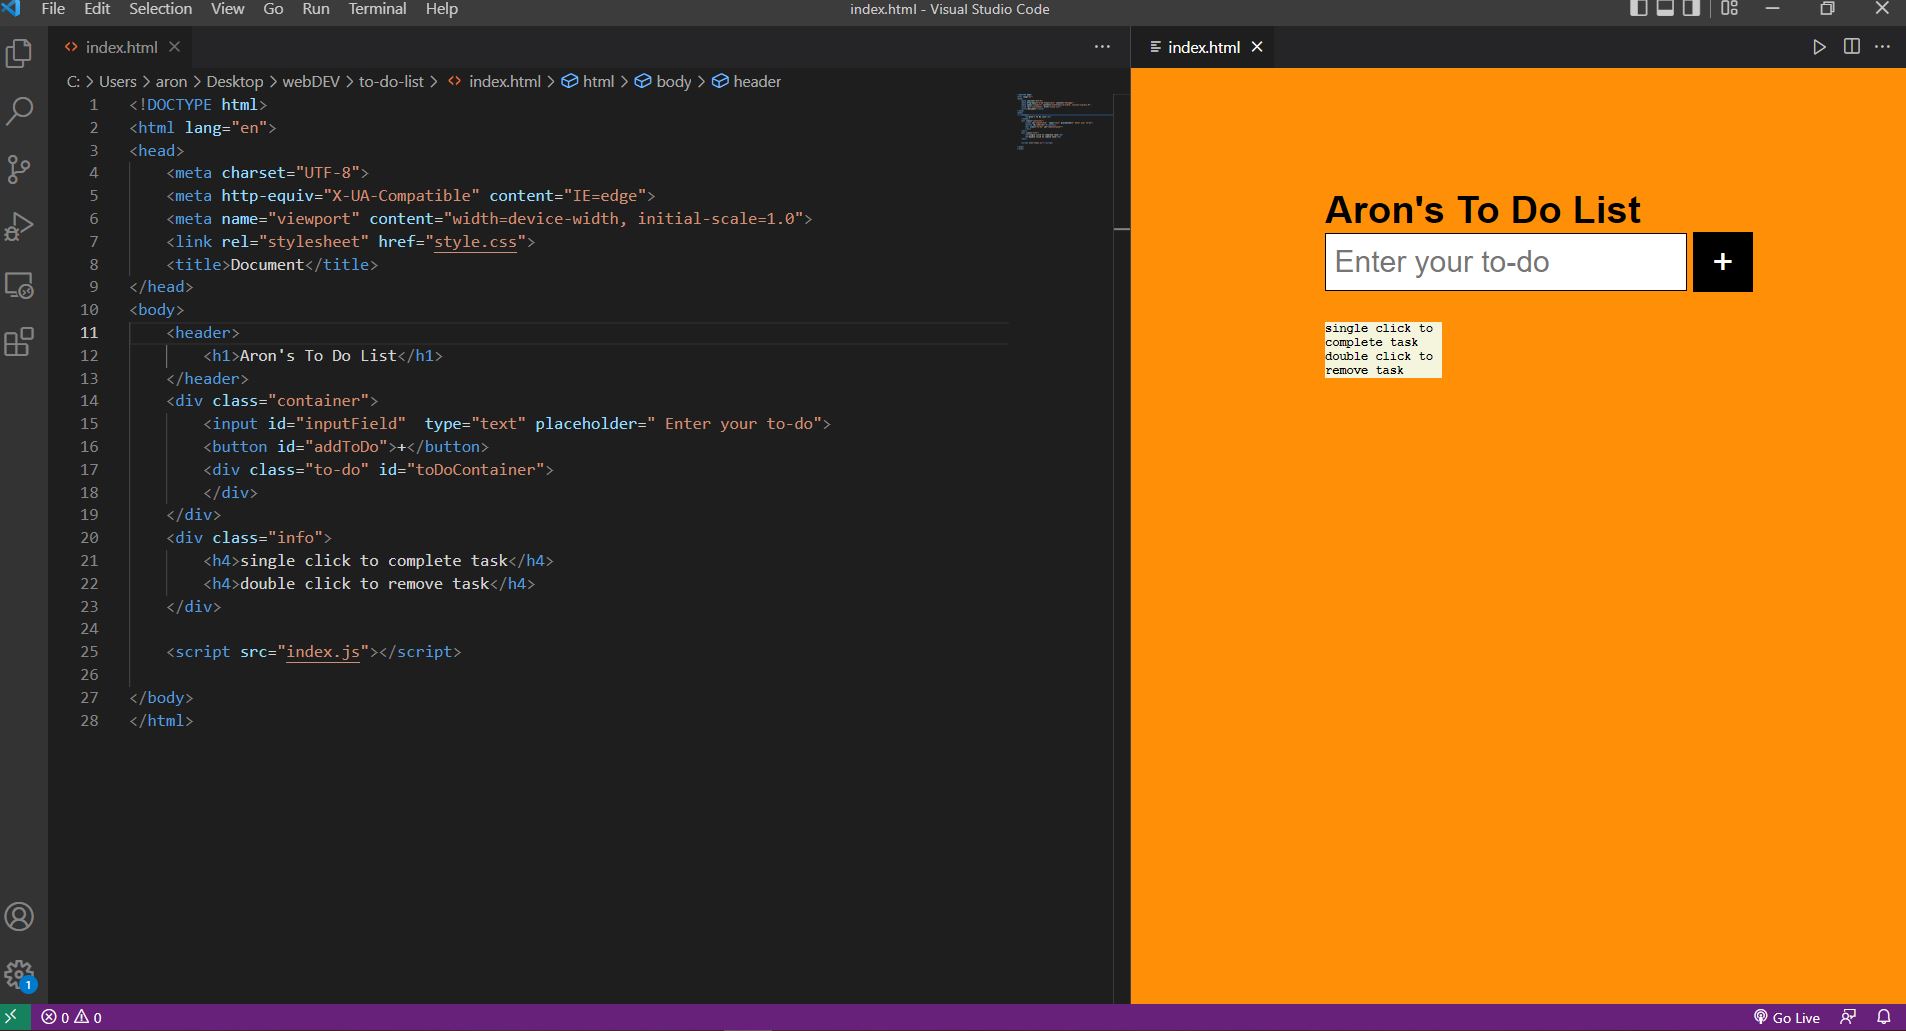 File Edit Selection View Go Run Terminal Help
index.html - Visual Studio Code
index.html
C: > Users > aron > Desktop > webDEV > to-do-list > index.html > html > body > header
1 <!DOCTYPE html>
2 <html lang="en">
3 <head>
4 <meta charset="UTF-8">
5 <meta http-equiv="X-UA-Compatible" content="IE=edge">
6 <meta name="viewport" content="width=device-width, initial-scale=1.0">
7 <link rel="stylesheet" href="style.css">
8 <title>Document</title>
9 </head>
10 <body>
11 <header>
12 <h1>Aron's To Do List</h1>
13 </header>
14 <div class="container">
15 <input id="inputField"  type="text" placeholder=" Enter your to-do">
16 <button id="addToDo">+</button>
17 <div class="to-do" id="toDoContainer">
18 </div>
19 </div>
20 <div class="info">
21 <h4>single click to complete task</h4>
22 <h4>double click to remove task</h4>
23 </div>
24
25 <script src="index.js"></script>
26
27 </body>
28 </html>
index.html
Aron's To Do List
Enter your to-do +
single click to
complete task
double click to
remove task
1
0 0
Go Live